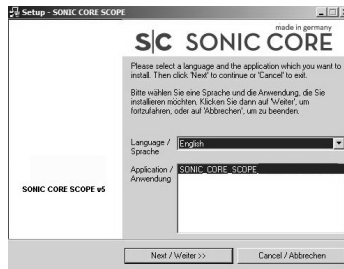 Setup - SONIC CORE SCOPE
made in germany
S|C SONIC CORE
Please select a language and the application which you want to
install. Then click 'Next' to continue or 'Cancel' to exit.
Bitte wählen Sie eine Sprache und die Anwendung, die Sie
installieren möchten. Klicken Sie dann auf 'Weiter', um
fortzufahren, oder auf 'Abbrechen', um zu beenden.
Language /
Sprache
English
Application /
Anwendung
SONIC_CORE_SCOPE
SONIC CORE SCOPE v5
Next / Weiter >>
Cancel / Abbrechen